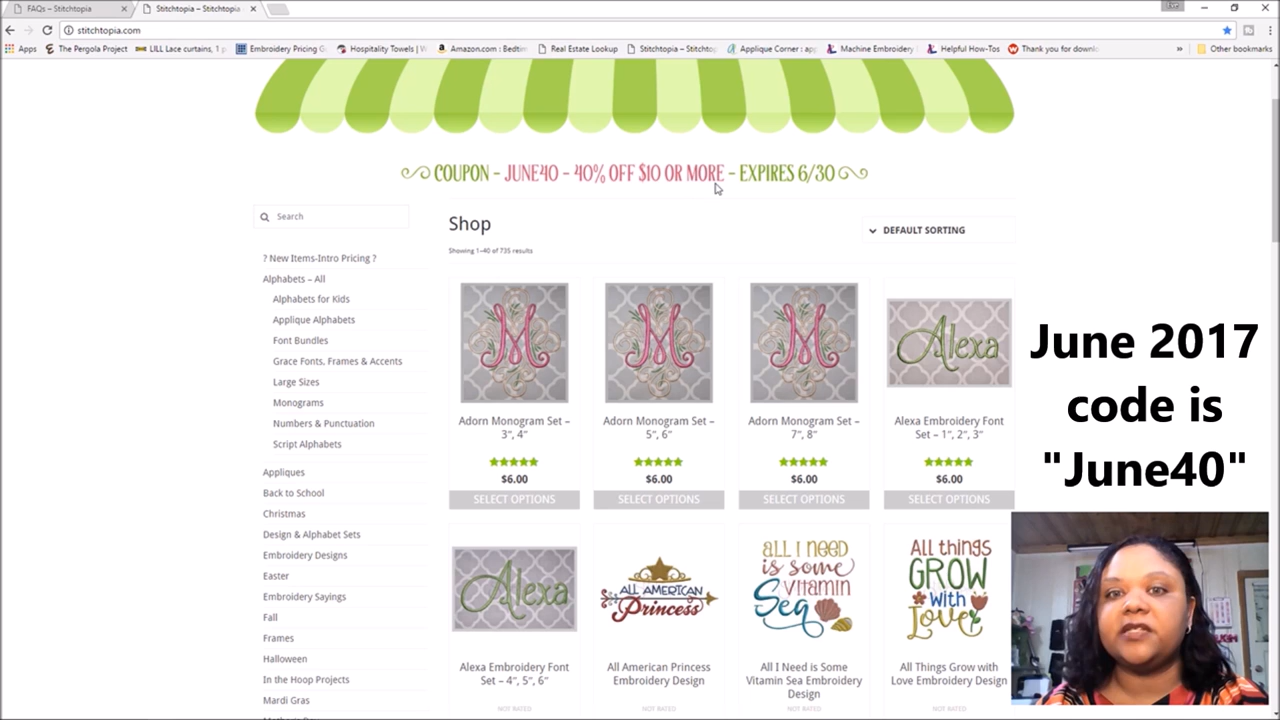 FAQs – Stitchtopia
Stitchtopia – Stitchtopia
Eve
stitchtopia.com
Apps
The Pergola Project
LILL Lace curtains, 1
Embroidery Pricing G
Hospitality Towels | W
Amazon.com : Bedtim
Real Estate Lookup
Stitchtopia – Stitchtop
Applique Corner : app
Machine Embroidery
Helpful How-Tos
Thank you for downl
»
Other bookmarks
COUPON – JUNE40 – 40% OFF $10 OR MORE – EXPIRES 6/30
Search
Shop
DEFAULT SORTING
Showing 1–40 of 735 results
? New Items-Intro Pricing ?
Alphabets – All
Alphabets for Kids
Applique Alphabets
Font Bundles
Grace Fonts, Frames & Accents
Large Sizes
Monograms
Numbers & Punctuation
Script Alphabets
Appliques
Back to School
Christmas
Design & Alphabet Sets
Embroidery Designs
Easter
Embroidery Sayings
Fall
Frames
Halloween
In the Hoop Projects
Mardi Gras
M
M
M
Alexa
Adorn Monogram Set –
3″, 4″
Adorn Monogram Set –
5″, 6″
Adorn Monogram Set –
7″, 8″
Alexa Embroidery Font
Set – 1″, 2″, 3″
$6.00
$6.00
$6.00
$6.00
SELECT OPTIONS
SELECT OPTIONS
SELECT OPTIONS
SELECT OPTIONS
Alexa
ALL AMERICAN
Princess
ALL I NEED
is some
vitamin
Sea
All things
GROW
with
Love
Alexa Embroidery Font
Set – 4″, 5″, 6″
All American Princess
Embroidery Design
All I Need is Some
Vitamin Sea Embroidery
Design
All Things Grow with
Love Embroidery Design
NOT RATED
NOT RATED
NOT RATED
NOT RATED
June 2017
code is
"June40"